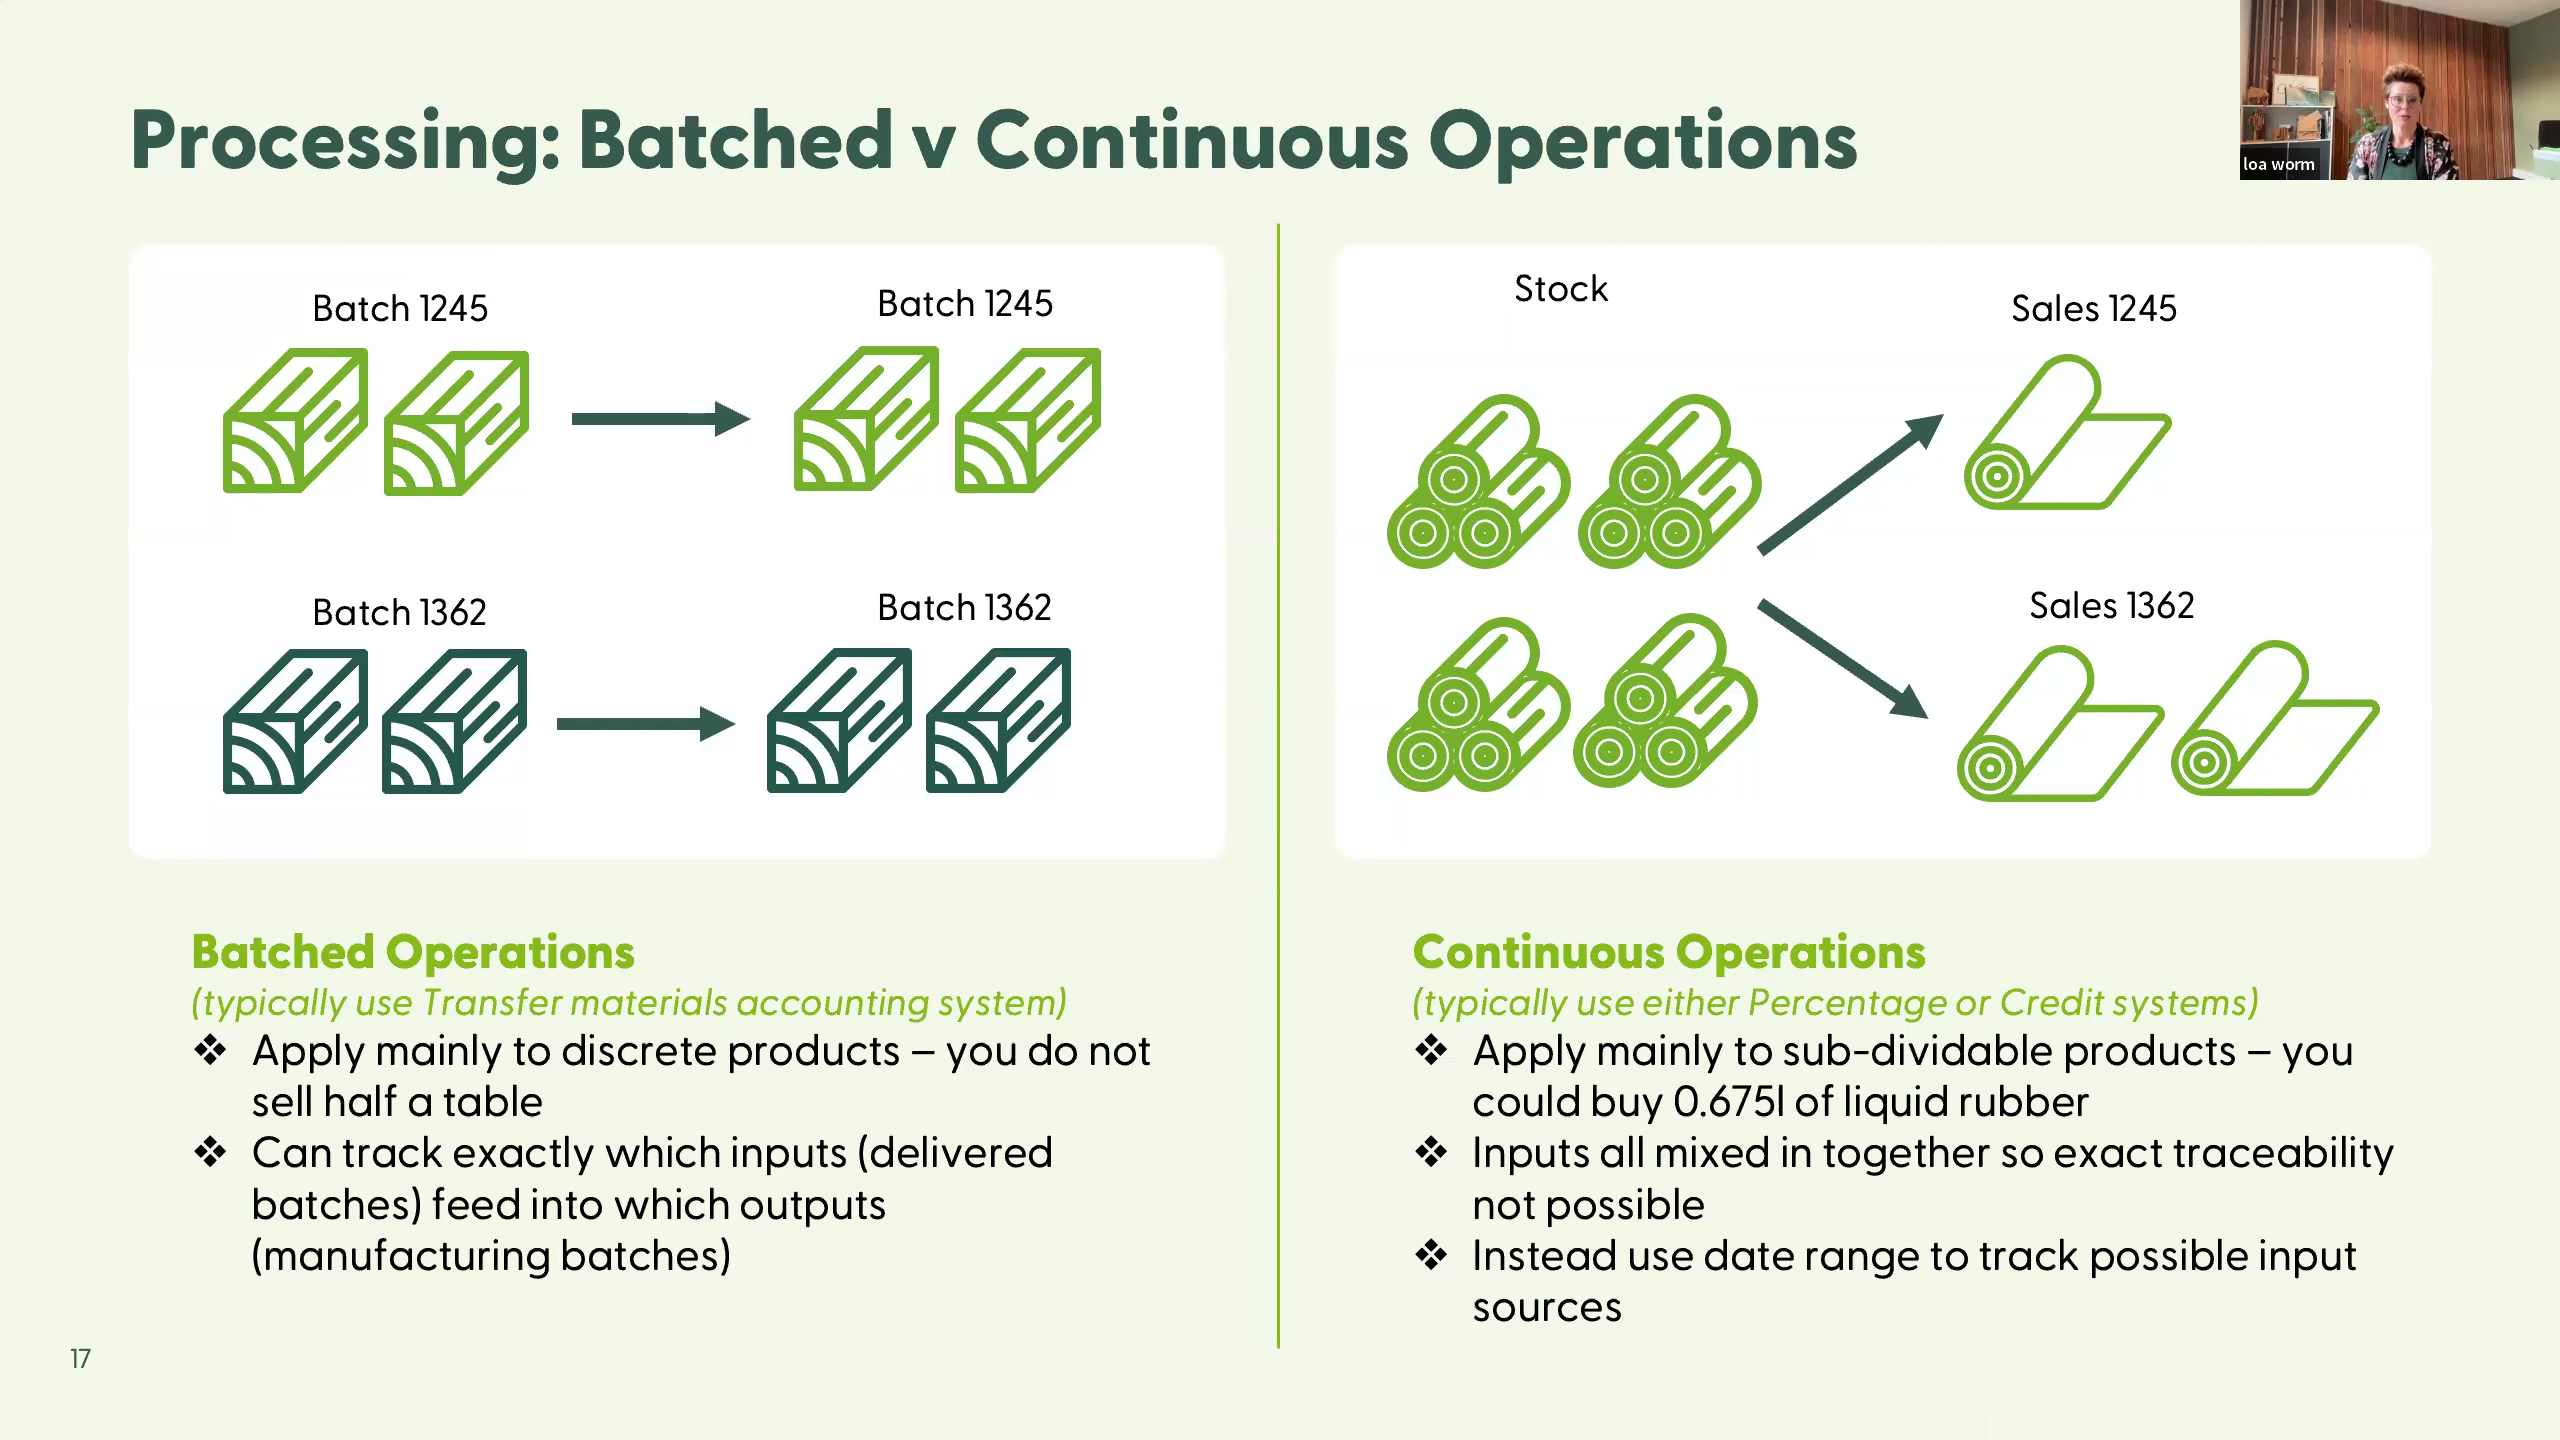 Processing: Batched v Continuous Operations
loa worm
Batch 1245
Batch 1245
Batch 1362
Batch 1362
Stock
Sales 1245
Sales 1362
Batched Operations
(typically use Transfer materials accounting system)
❖ Apply mainly to discrete products – you do not
sell half a table
❖ Can track exactly which inputs (delivered
batches) feed into which outputs
(manufacturing batches)
Continuous Operations
(typically use either Percentage or Credit systems)
❖ Apply mainly to sub-dividable products – you
could buy 0.675l of liquid rubber
❖ Inputs all mixed in together so exact traceability
not possible
❖ Instead use date range to track possible input
sources
17